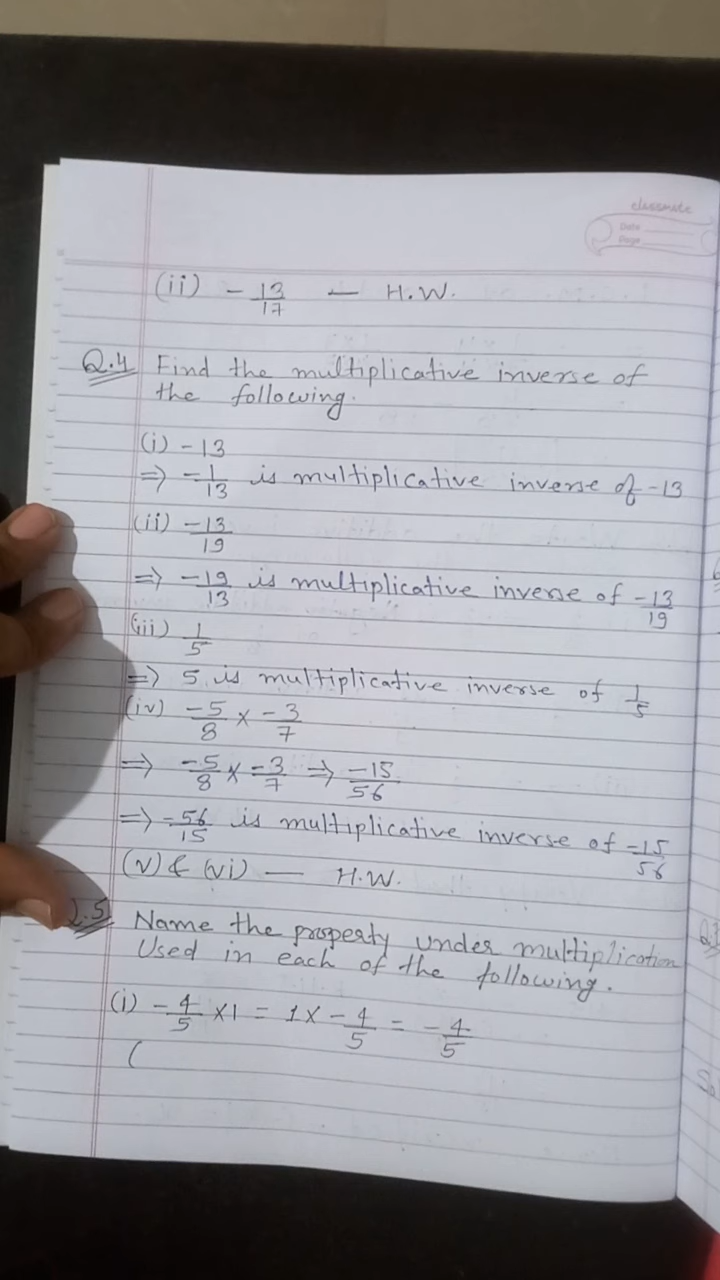 classmate
Date
Page
(ii) - 13/17 — H.W.
Q.4 Find the multiplicative inverse of
the following.
(i) -13
=> -1/13 is multiplicative inverse of -13
(ii) -13/19
=> -19/13 is multiplicative inverse of -13/19
(iii) 1/5
=> 5 is multiplicative inverse of 1/5
(iv) -5/8 × -3/7
=> -5/8 × -3/7 => -15/56
=> -56/15 is multiplicative inverse of -15/56
(v) & (vi) — H.W.
Q.5 Name the property under multiplication
Used in each of the following.
(i) - 4/5 ×1 = 1× - 4/5 = - 4/5
(